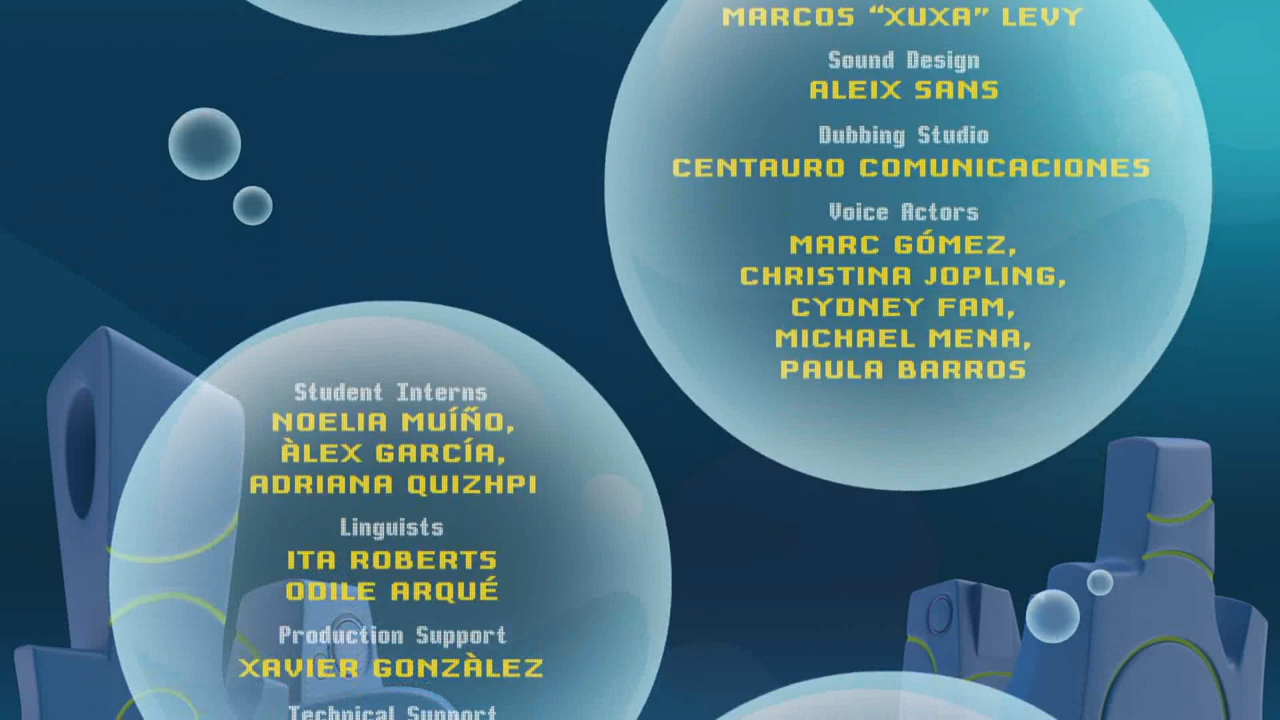 MARCOS “XUXA” LEVY
Sound Design
ALEIX SANS
Dubbing Studio
CENTAURO COMUNICACIONES
Voice Actors
MARC GÓMEZ,
CHRISTINA JOPLING,
CYDNEY FAM,
MICHAEL MENA,
PAULA BARROS
Student Interns
NOELIA MUÍÑO,
ÀLEX GARCÍA,
ADRIANA QUIZHPI
Linguists
ITA ROBERTS
ODILE ARQUÉ
Production Support
XAVIER GONZÀLEZ
Technical Support